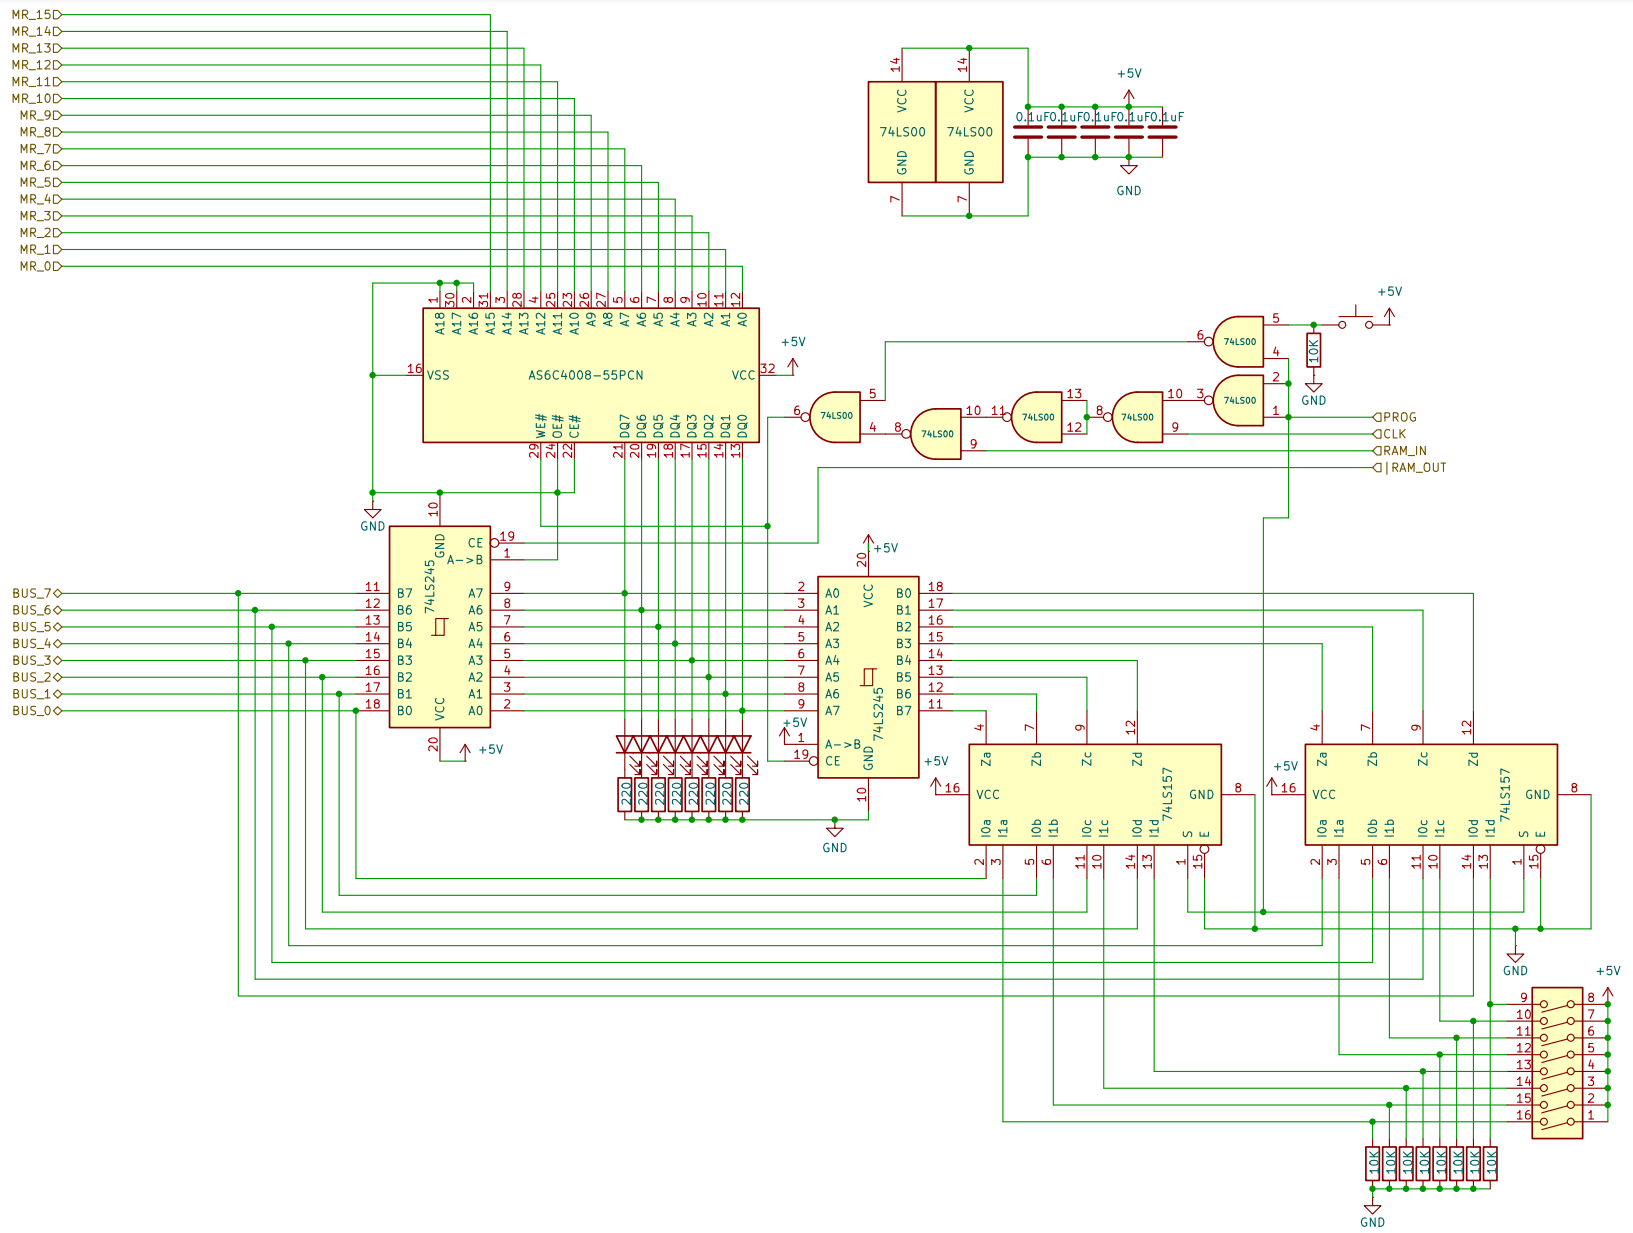 MR_15
MR_14
MR_13
MR_12
MR_11
MR_10
MR_9
MR_8
MR_7
MR_6
MR_5
MR_4
MR_3
MR_2
MR_1
MR_0
14 14
VCC VCC
74LS00 74LS00
GND GND
7 7
+5V
0.1uF 0.1uF 0.1uF 0.1uF 0.1uF
GND
1 30 2 31 3 28 4 25 23 26 27 5 6 7 8 9 10 11 12
A18 A17 A16 A15 A14 A13 A12 A11 A10 A9 A8 A7 A6 A5 A4 A3 A2 A1 A0
16 VSS AS6C4008-55PCN VCC 32
+5V
WE# OE# CE# DQ7 DQ6 DQ5 DQ4 DQ3 DQ2 DQ1 DQ0
29 24 22 21 20 19 18 17 15 14 13
+5V
6 74LS00 5
4
10K
GND
3 74LS00 2
1
6 74LS00 5
4
8 74LS00 10
9
11 74LS00 13
12
8 74LS00 10
9
PROG
CLK
RAM_IN
|RAM_OUT
GND
10
GND
CE 19
A->B 1
74LS245
BUS_7 11 B7 A7 9
BUS_6 12 B6 A6 8
BUS_5 13 B5 A5 7
BUS_4 14 B4 A4 6
BUS_3 15 B3 A3 5
BUS_2 16 B2 A2 4
BUS_1 17 B1 A1 3
BUS_0 18 B0 A0 2
VCC
20
+5V
+5V
20
VCC
2 A0 B0 18
3 A1 B1 17
4 A2 B2 16
5 A3 B3 15
6 A4 B4 14
7 A5 B5 13
8 A6 B6 12
9 A7 B7 11
74LS245
+5V
1 A->B
19 CE
GND
10
220 220 220 220 220 220 220 220
GND
4 7 9 12
Za Zb Zc Zd
+5V
16 VCC 74LS157 GND 8
I0a I1a I0b I1b I0c I1c I0d I1d S E
2 3 5 6 11 10 14 13 1 15
4 7 9 12
Za Zb Zc Zd
+5V
16 VCC 74LS157 GND 8
I0a I1a I0b I1b I0c I1c I0d I1d S E
2 3 5 6 11 10 14 13 1 15
GND
+5V
9 8
10 7
11 6
12 5
13 4
14 3
15 2
16 1
10K 10K 10K 10K 10K 10K 10K 10K
GND